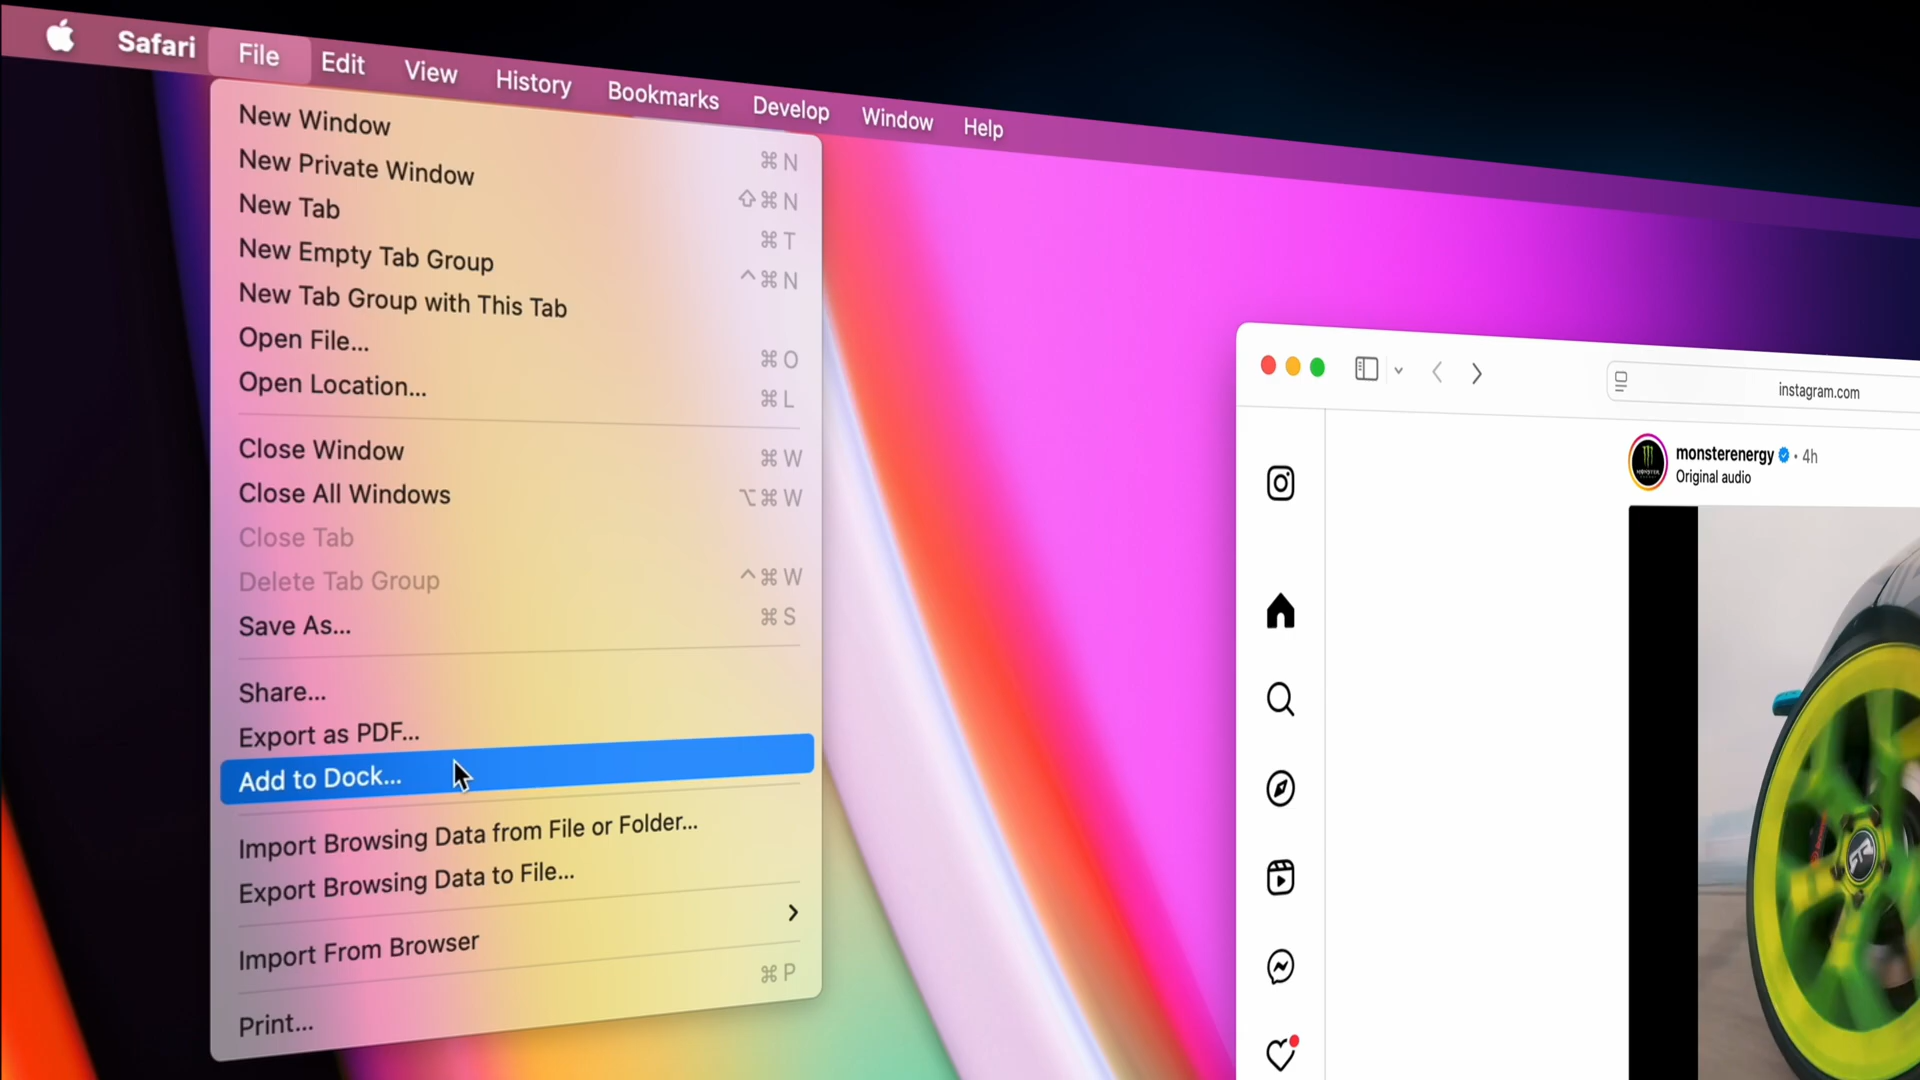 Safari File Edit View History Bookmarks Develop Window Help
New Window ⌘ N
New Private Window ⇧ ⌘ N
New Tab ⌘ T
New Empty Tab Group ^ ⌘ N
New Tab Group with This Tab
Open File... ⌘ O
Open Location... ⌘ L
Close Window ⌘ W
Close All Windows ⌥ ⌘ W
Close Tab
Delete Tab Group ^ ⌘ W
Save As... ⌘ S
Share...
Export as PDF...
Add to Dock...
Import Browsing Data from File or Folder...
Export Browsing Data to File...
Import From Browser
Print... ⌘ P
instagram.com
monsterenergy • 4h
Original audio
MONSTER